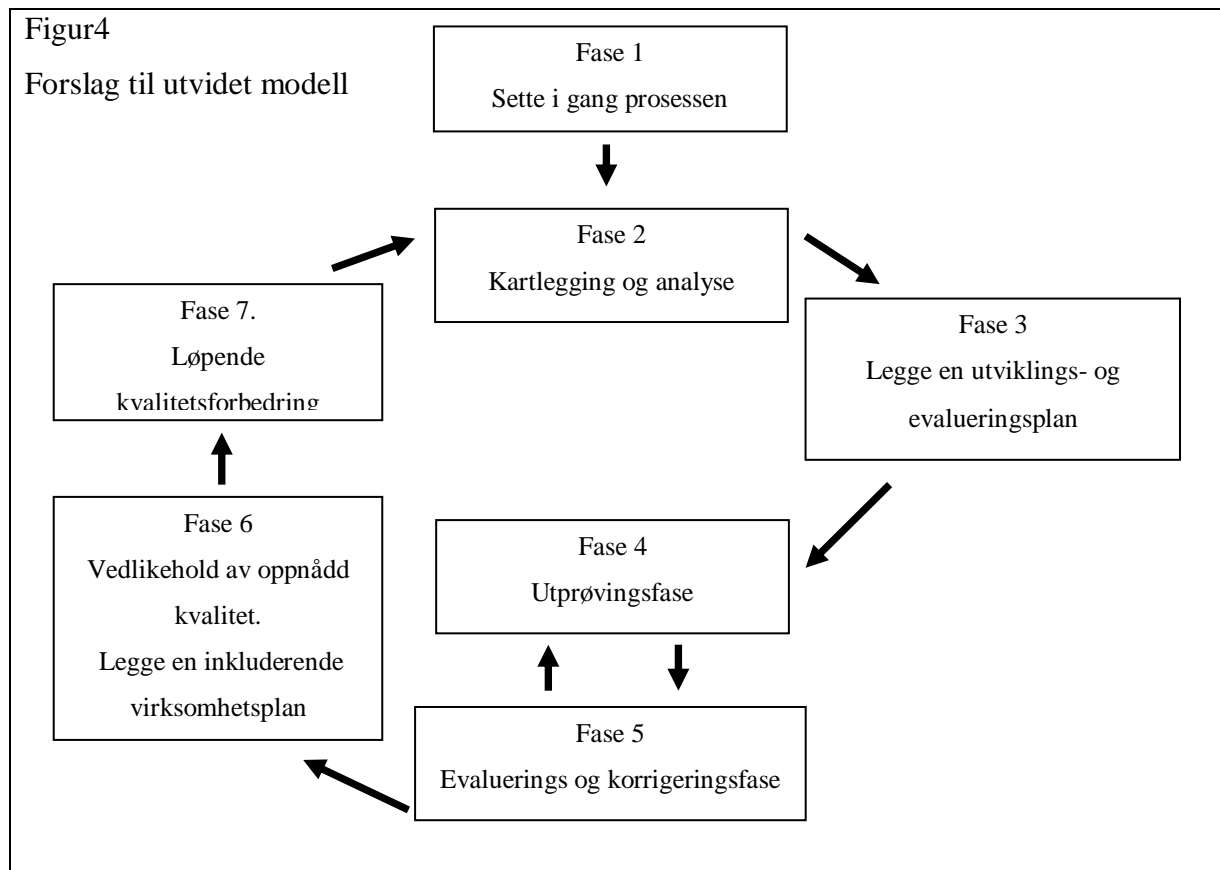 Figur4
Forslag til utvidet modell
Fase 1
Sette i gang prosessen
Fase 2
Kartlegging og analyse
Fase 3
Legge en utviklings- og
evalueringsplan
Fase 4
Utprøvingsfase
Fase 5
Evaluerings og korrigeringsfase
Fase 6
Vedlikehold av oppnådd
kvalitet.
Legge en inkluderende
virksomhetsplan
Fase 7.
Løpende
kvalitetsforbedring